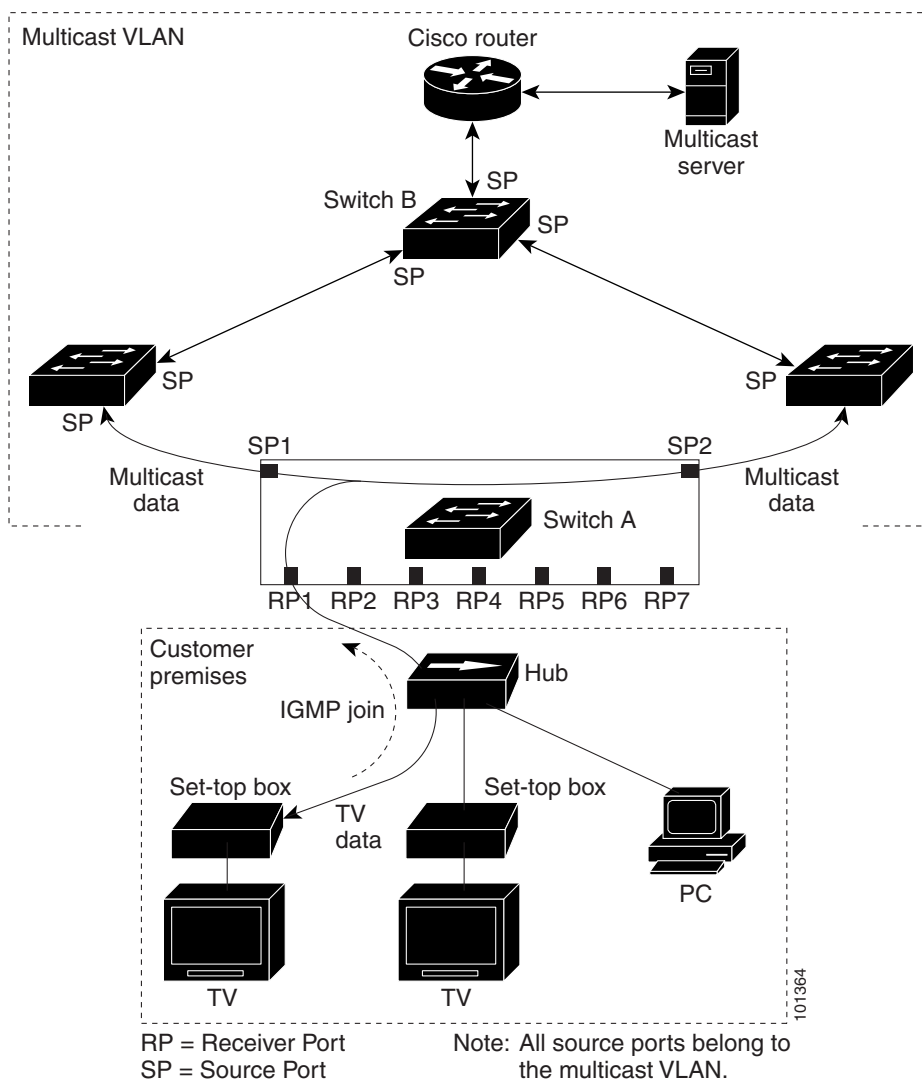 Multicast VLAN
Cisco router
Multicast
server
SP
Switch B
SP
SP
SP
SP
SP
SP1
SP2
Multicast
data
Multicast
data
Switch A
RP1 RP2 RP3 RP4 RP5 RP6 RP7
Customer
premises
Hub
IGMP join
Set-top box
Set-top box
TV
data
PC
TV
TV
101364
RP = Receiver Port
SP = Source Port
Note: All source ports belong to
the multicast VLAN.